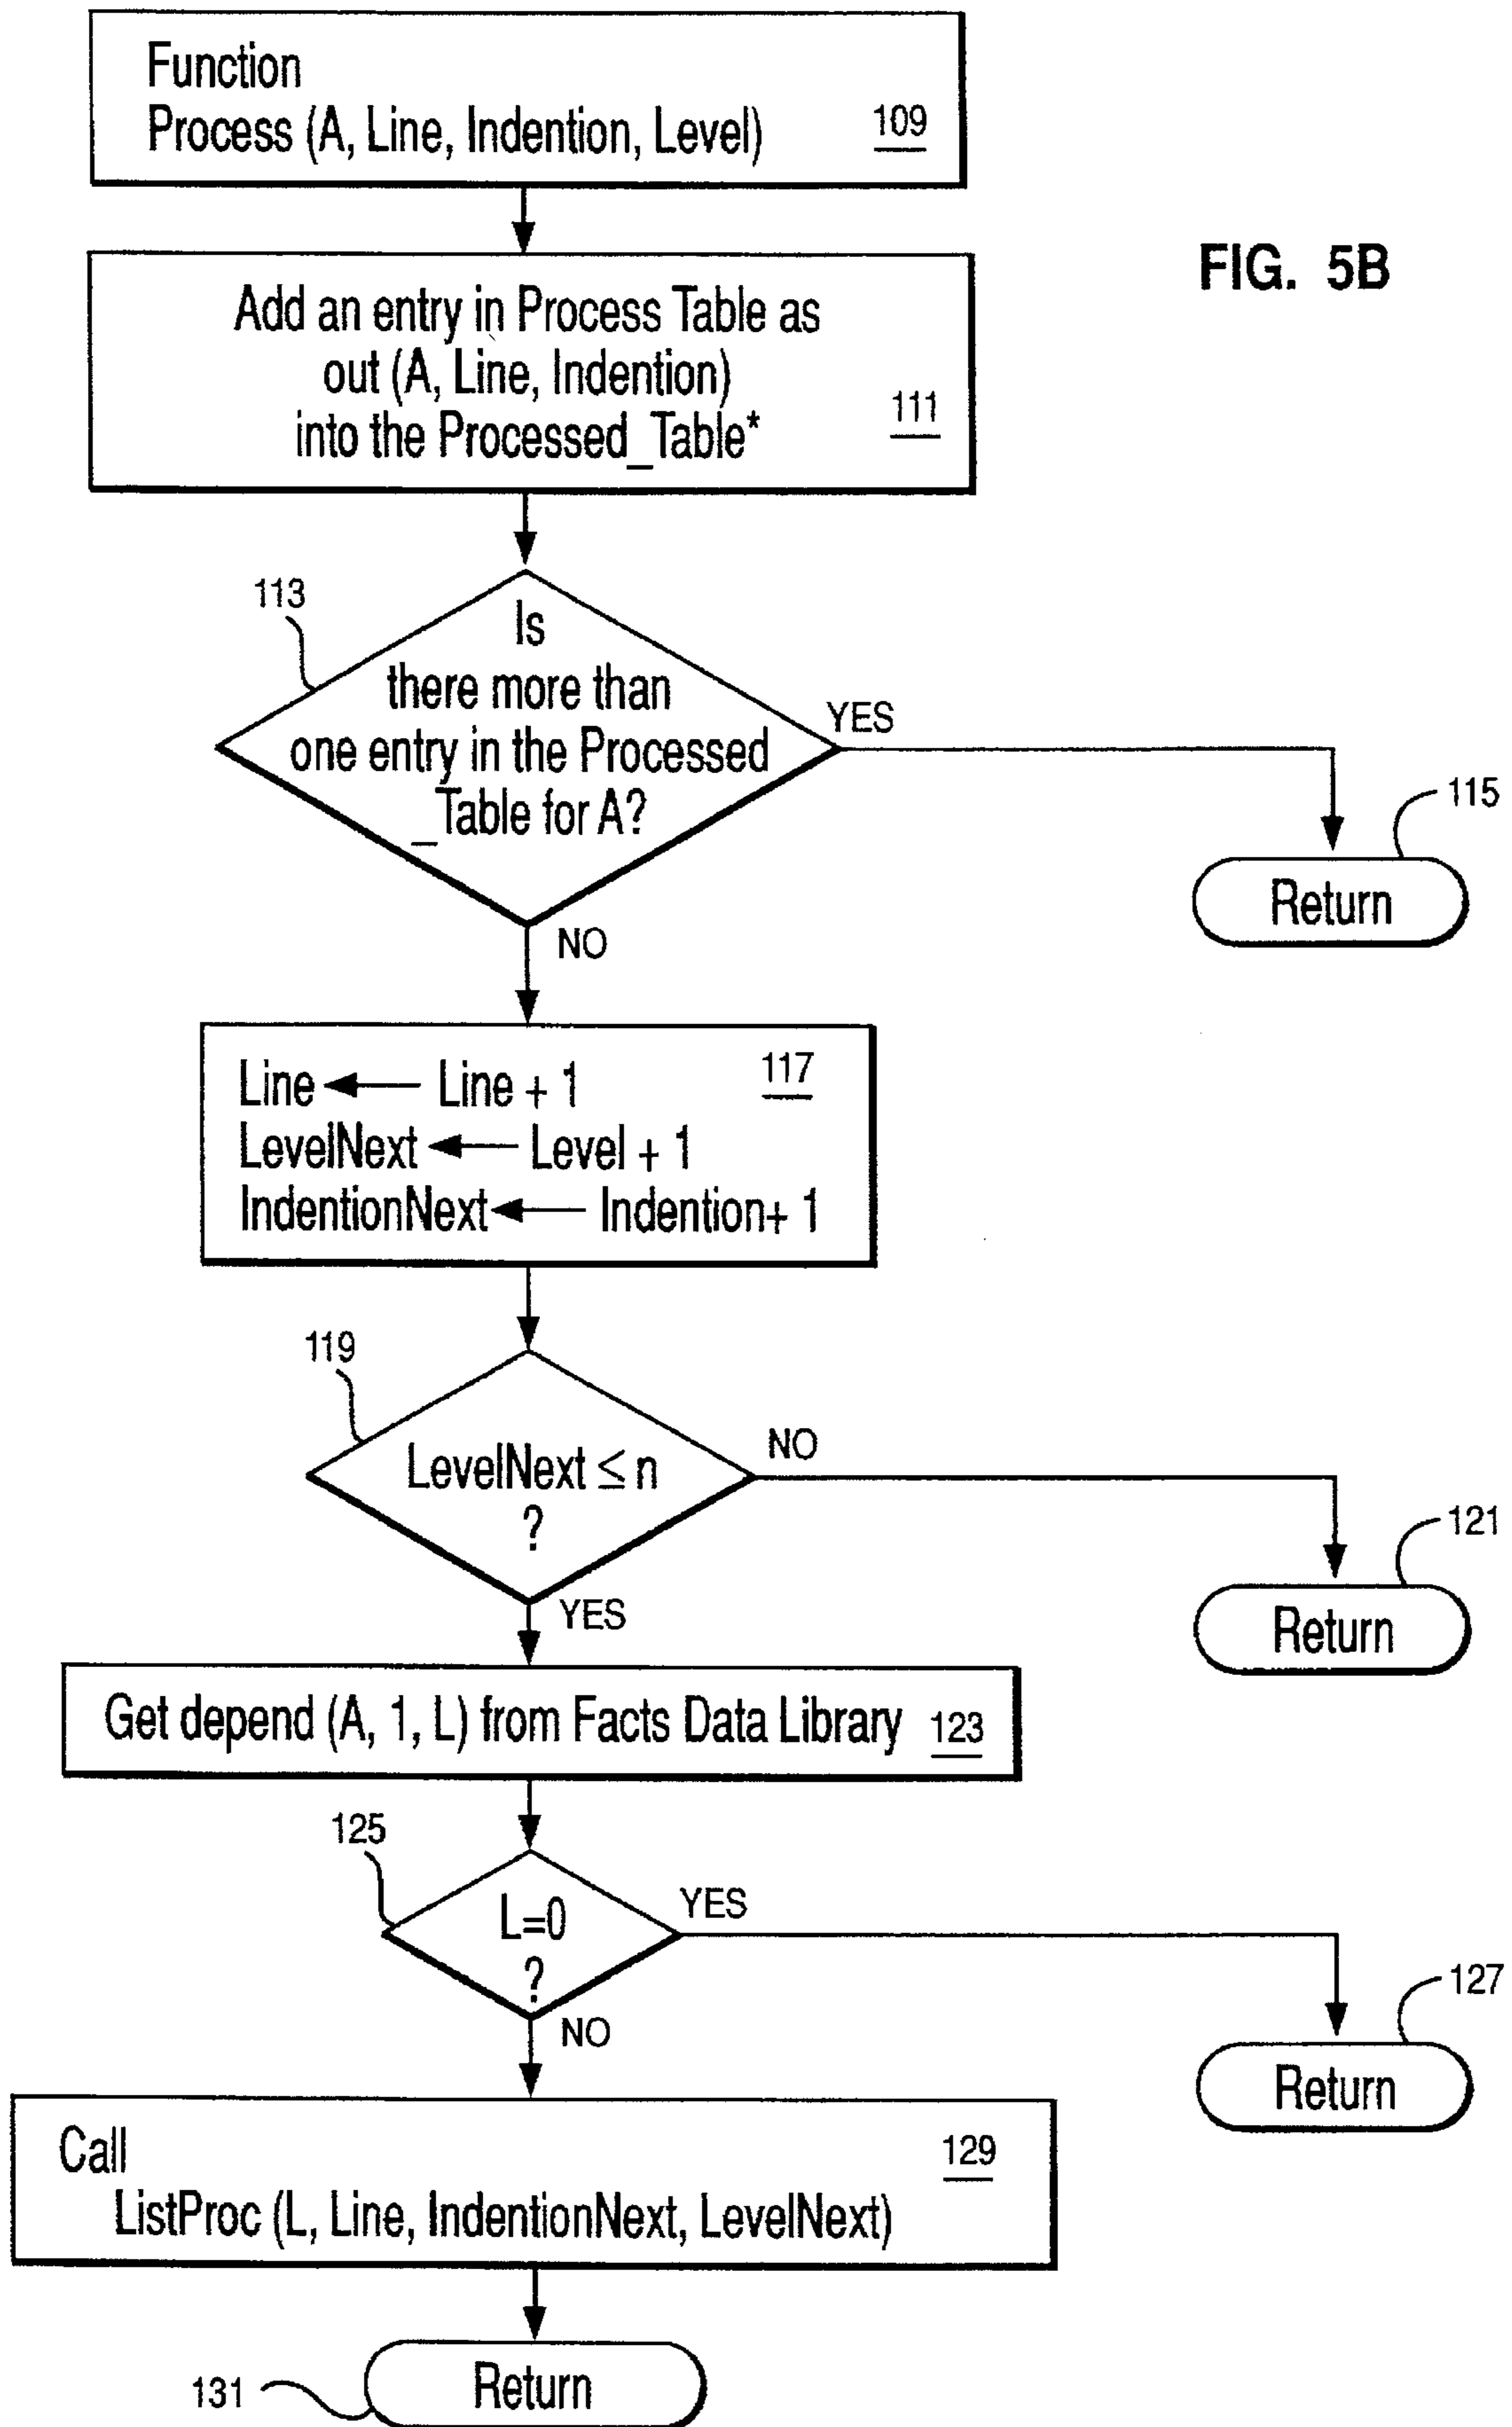 Function
Process (A, Line, Indention, Level)
109
FIG. 5B
Add an entry in Process Table as
out (A, Line, Indention)
into the Processed_Table*
111
113
Is
there more than
one entry in the Processed
_Table for A?
YES
115
Return
NO
117
Line ← Line + 1
LevelNext ← Level + 1
IndentionNext ← Indention+ 1
119
LevelNext ≤ n
?
NO
121
Return
YES
Get depend (A, 1, L) from Facts Data Library 123
125
L=0
?
YES
127
Return
NO
Call
129
ListProc (L, Line, IndentionNext, LevelNext)
131
Return